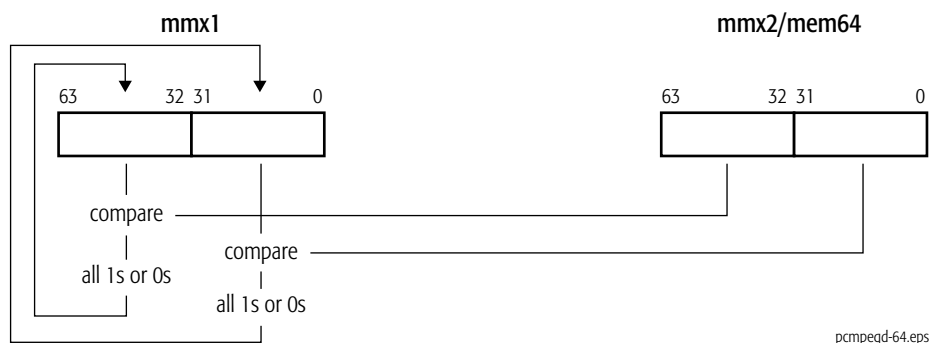 mmx1 mmx2/mem64
63 32 31 0 63 32 31 0
compare
compare
all 1s or 0s
all 1s or 0s
pcmpeqd-64.eps